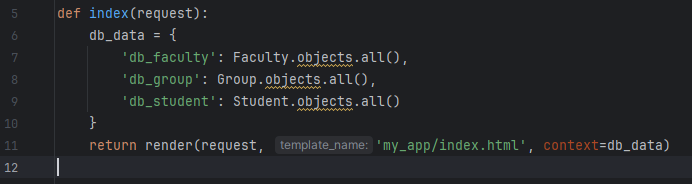 5 def index(request):
6     db_data = {
7         'db_faculty': Faculty.objects.all(),
8         'db_group': Group.objects.all(),
9         'db_student': Student.objects.all()
10     }
11     return render(request, template_name: 'my_app/index.html', context=db_data)
12